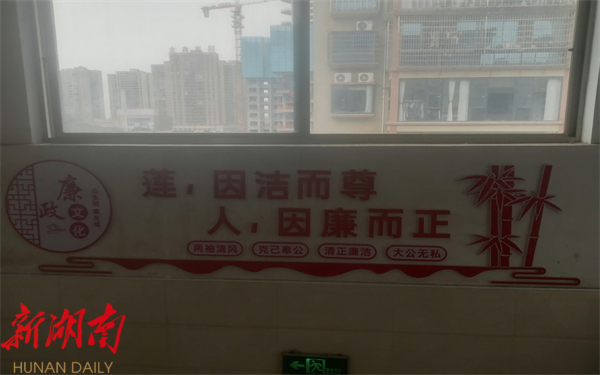 廉政
文化
莲，因洁而尊
人，因廉而正
两袖清风 克己奉公 清正廉洁 大公无私
新湖南
HUNAN DAILY